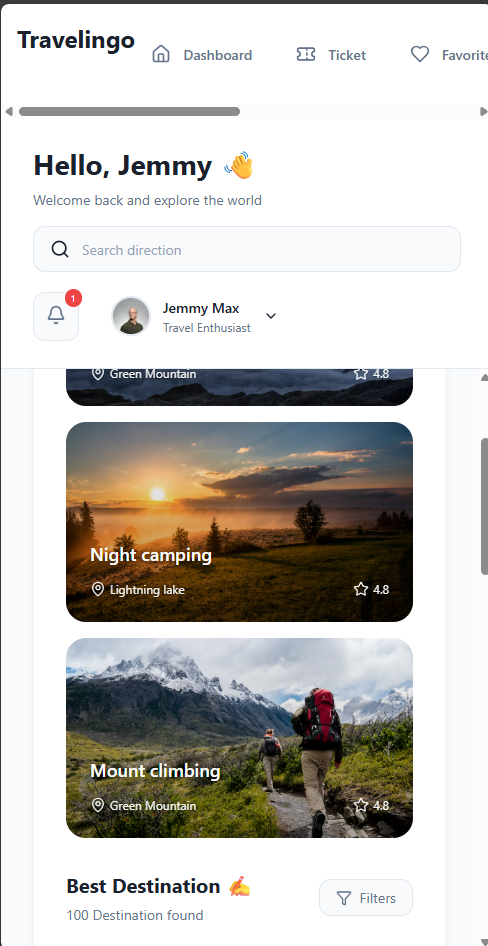 Travelingo
Dashboard
Ticket
Favorite
Hello, Jemmy 👋
Welcome back and explore the world
Search direction
1
Jemmy Max
Travel Enthusiast
Green Mountain
4.8
Night camping
Lightning lake
4.8
Mount climbing
Green Mountain
4.8
Best Destination ✍️
100 Destination found
Filters